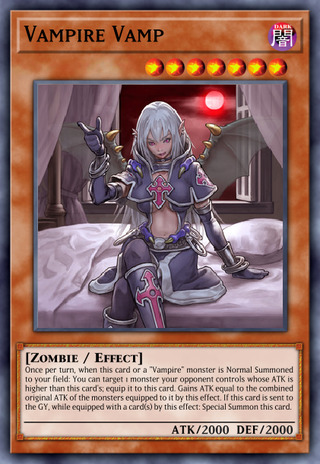 Vampire Vamp
DARK
闇
[Zombie / Effect]
Once per turn, when this card or a "Vampire" monster is Normal Summoned
to your field: You can target 1 monster your opponent controls whose ATK is
higher than this card's; equip it to this card. Gains ATK equal to the combined
original ATK of the monsters equipped to it by this effect. If this card is sent to
the GY, while equipped with a card(s) by this effect: Special Summon this card.
ATK/2000 DEF/2000